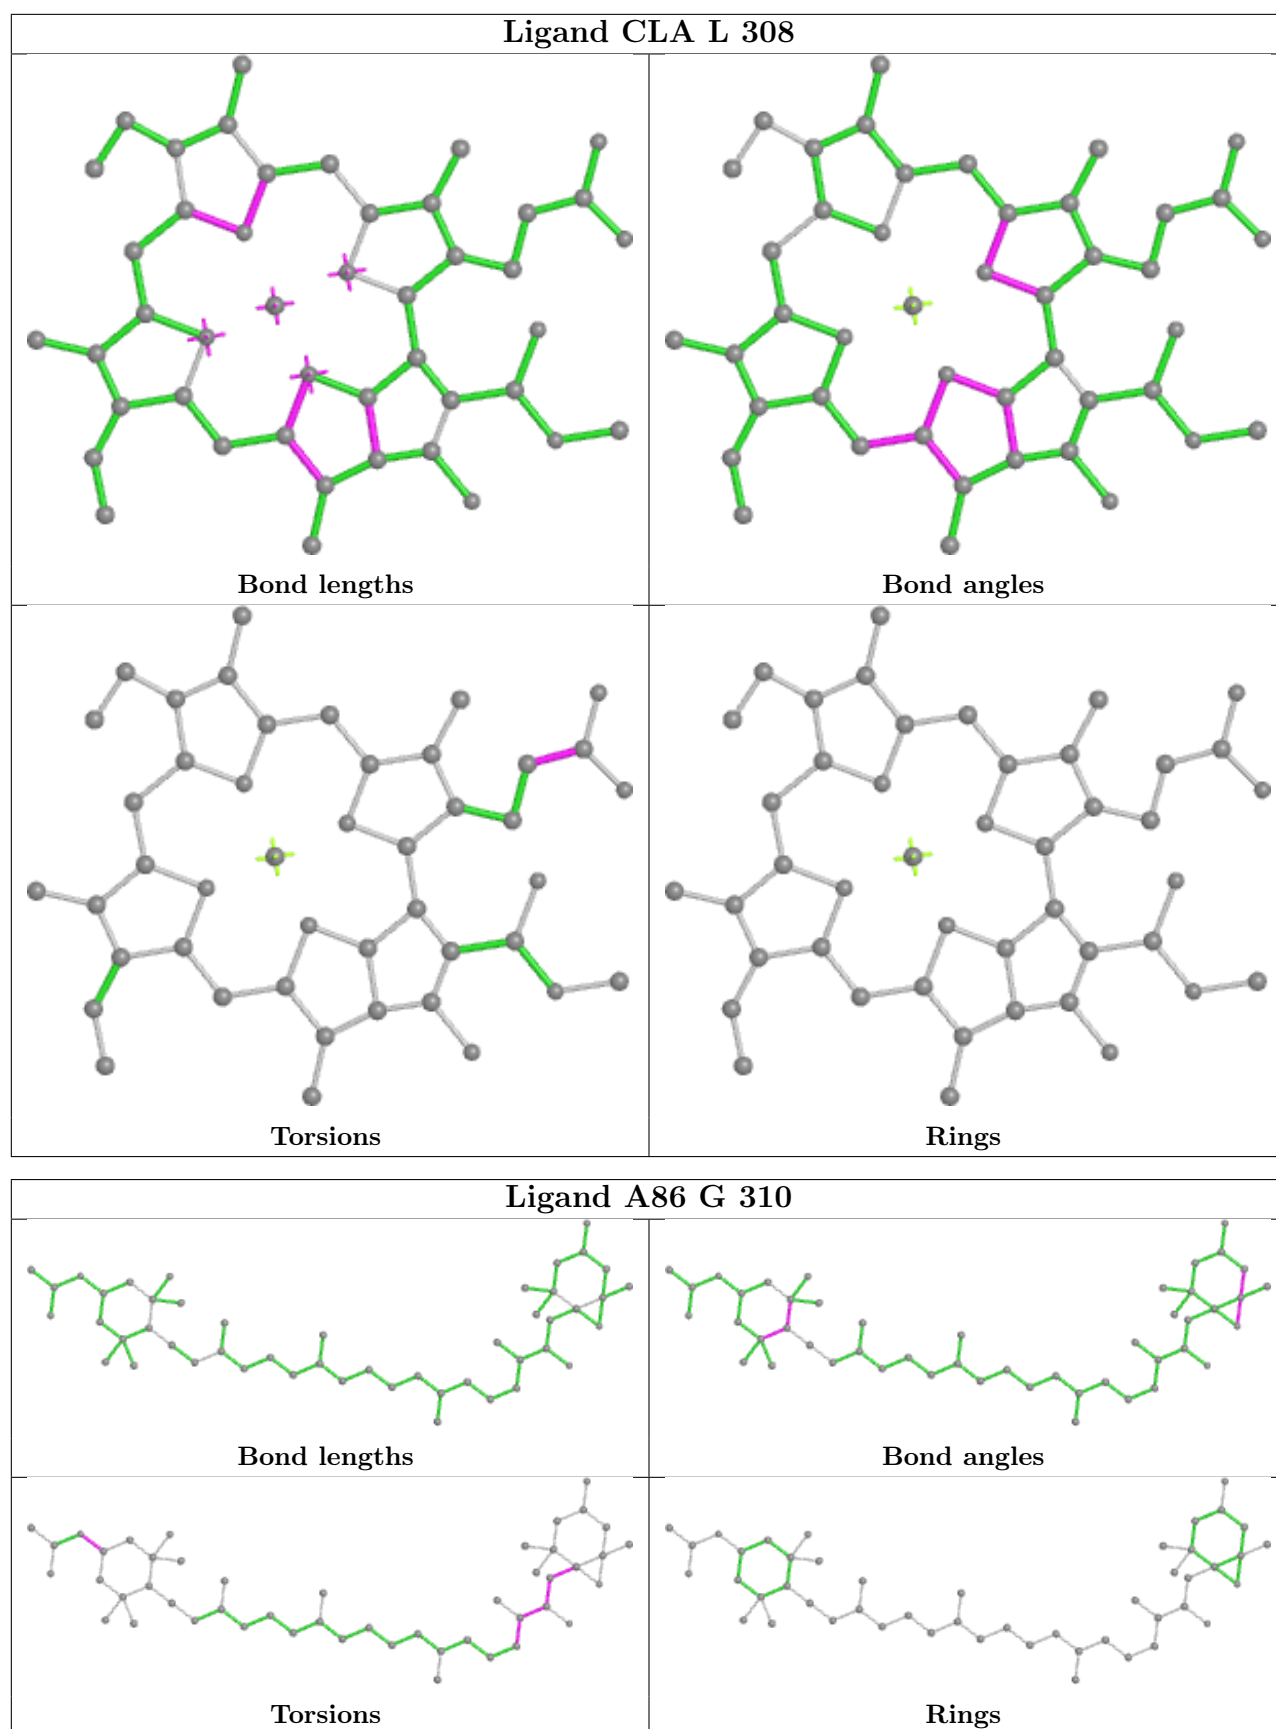 Ligand CLA L 308
Bond lengths
Bond angles
Torsions
Rings
Ligand A86 G 310
Bond lengths
Bond angles
Torsions
Rings